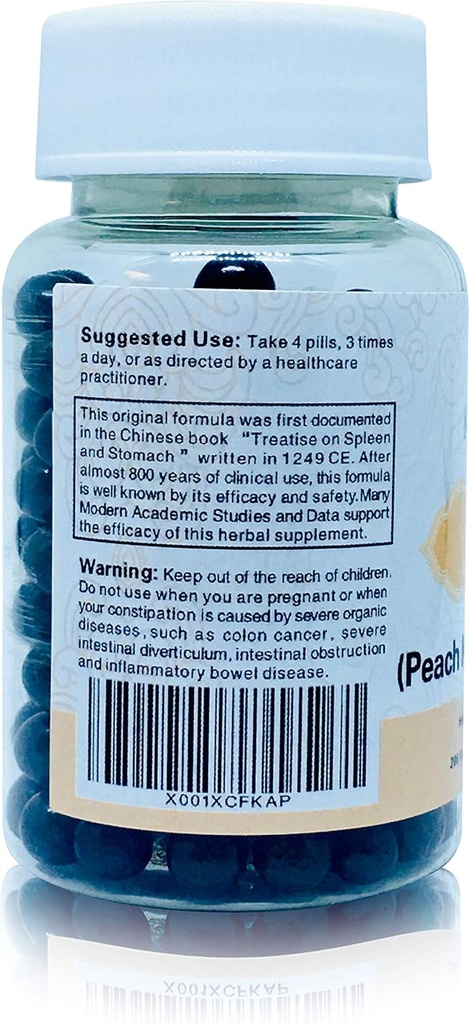 Suggested Use: Take 4 pills, 3 times
a day, or as directed by a healthcare
practitioner.
This original formula was first documented
in the Chinese book "Treatise on Spleen
and Stomach" written in 1249 CE. After
almost 800 years of clinical use, this formula
is well known by its efficacy and safety. Many
Modern Academic Studies and Data support
the efficacy of this herbal supplement.
Warning: Keep out of the reach of children.
Do not use when you are pregnant or when
your constipation is caused by severe organic
diseases, such as colon cancer, severe
intestinal diverticulum, intestinal obstruction
and inflammatory bowel disease.
(Peach
200
X001XCFKAP